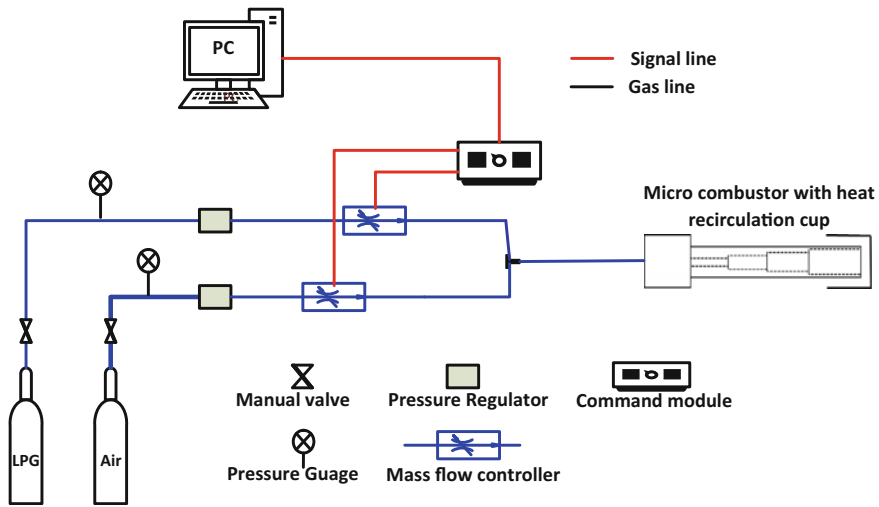 PC
Signal line
Gas line
Micro combustor with heat
recirculation cup
Manual valve
Pressure Regulator
Command module
LPG
Air
Pressure Guage
Mass flow controller